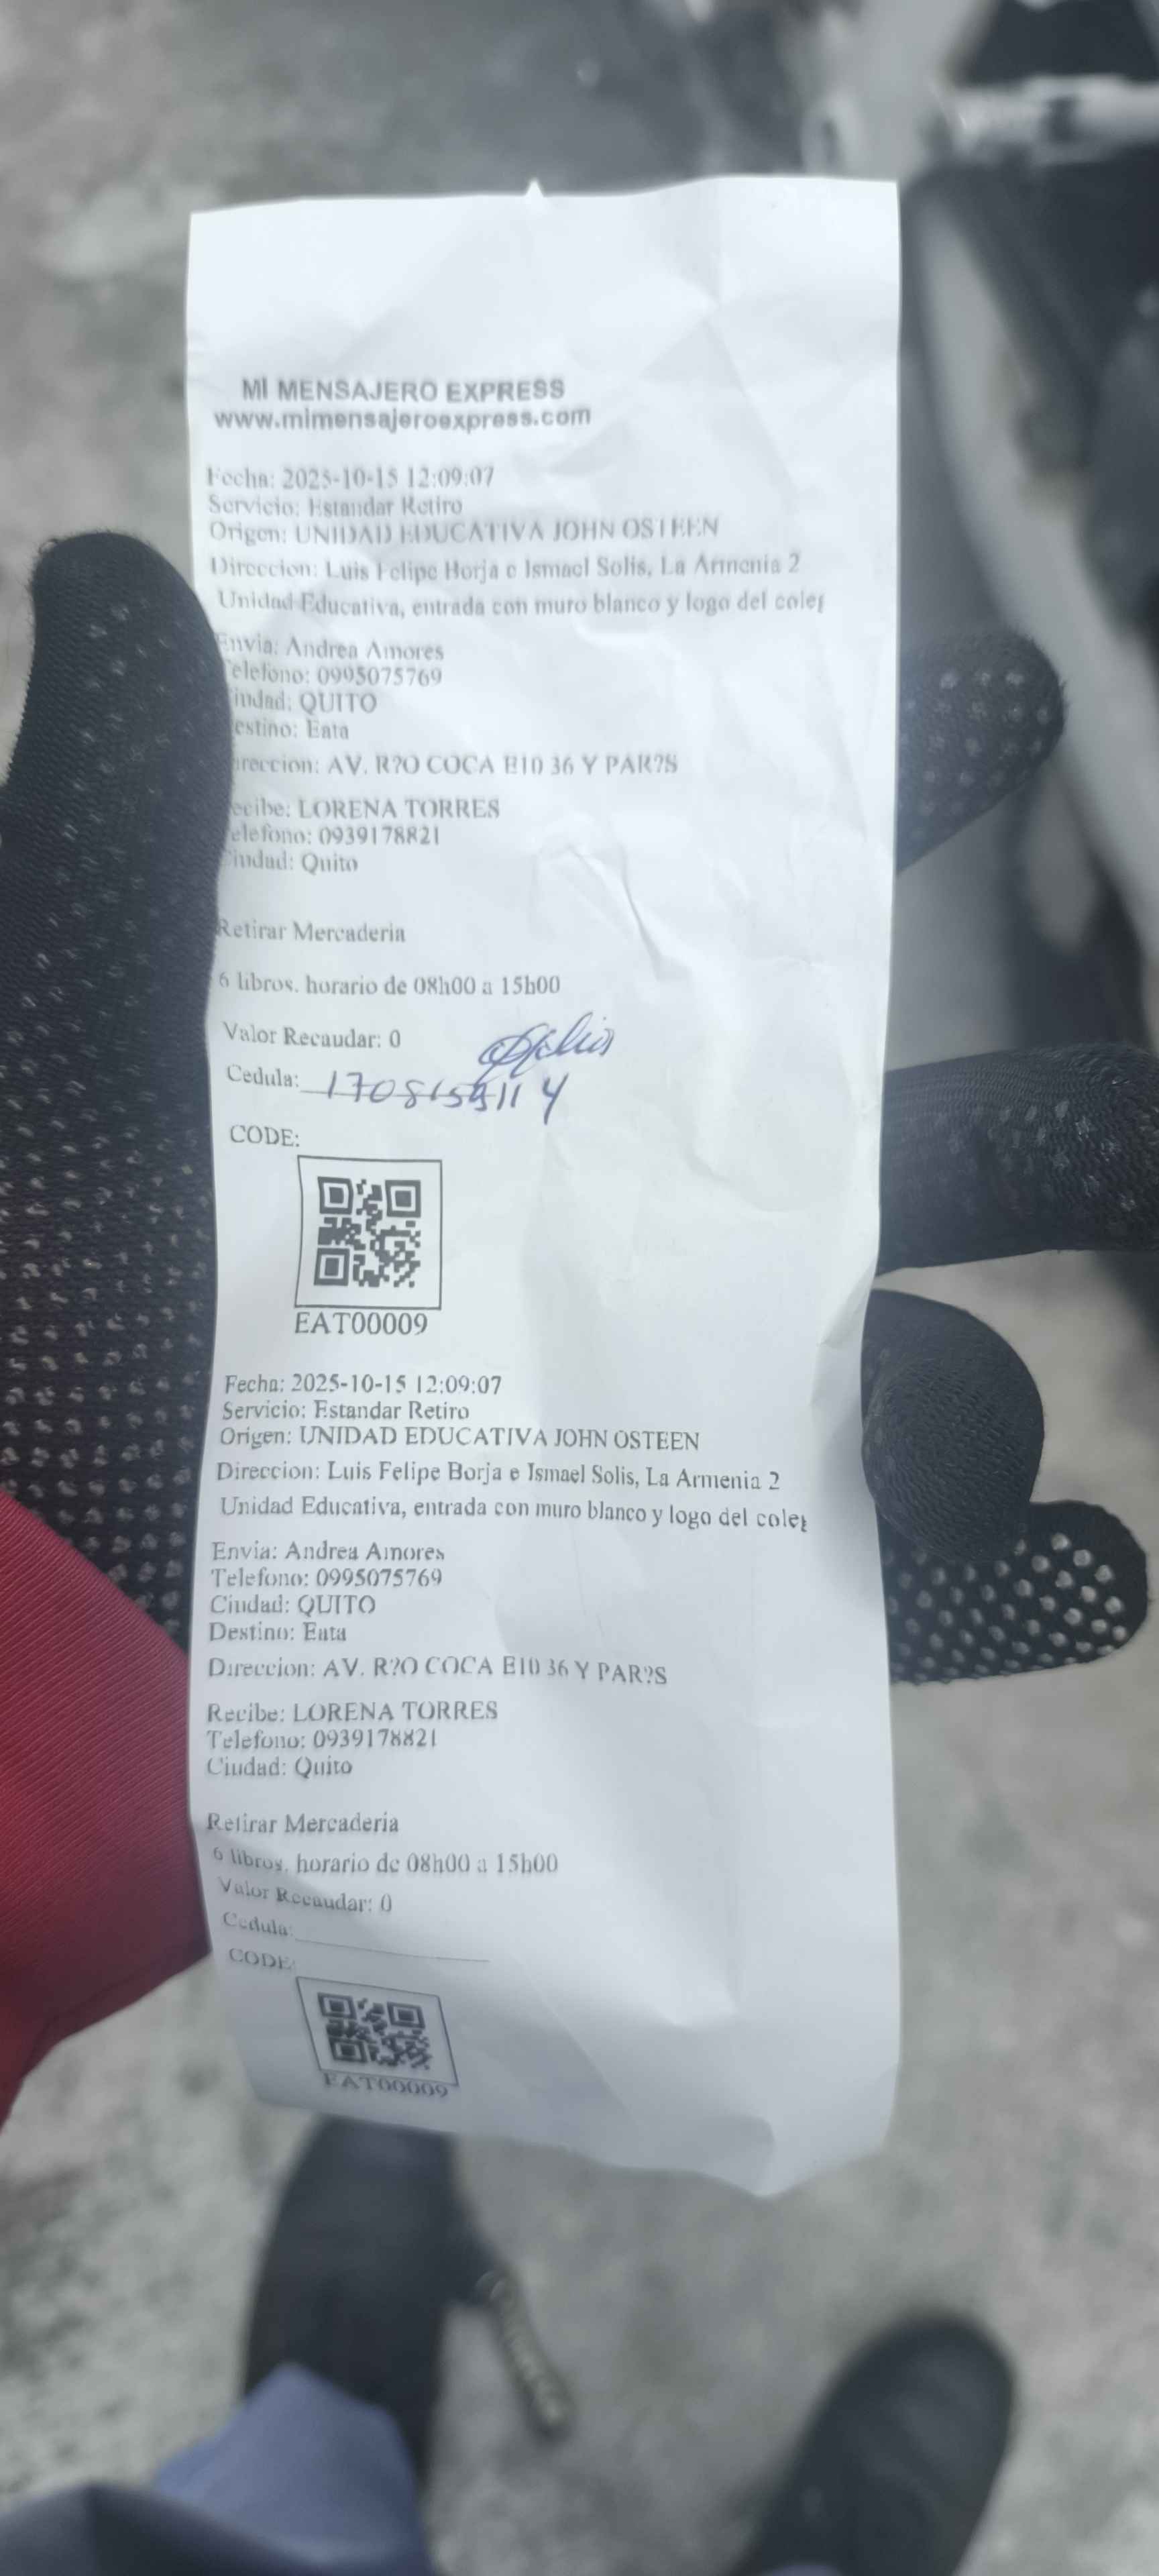 MI MENSAJERO EXPRESS
www.mimensajeroexpress.com
Fecha: 2025-10-15 12:09:07
Servicio: Estandar Retiro
Origen: UNIDAD EDUCATIVA JOHN OSTEEN
Direccion: Luis Felipe Borja e Ismael Solis, La Armenia 2
Unidad Educativa, entrada con muro blanco y logo del coleg
Envia: Andrea Amores
Telefono: 0995075769
iudad: QUITO
estino: Eata
ireccion: AV. R?O COCA E10 36 Y PAR?S
ecibe: LORENA TORRES
elefono: 0939178821
Ciudad: Quito
Retirar Mercaderia
6 libros. horario de 08h00 a 15h00
Valor Recaudar: 0
Cedula:
CODE:
EAT00009
Fecha: 2025-10-15 12:09:07
Servicio: Estandar Retiro
Origen: UNIDAD EDUCATIVA JOHN OSTEEN
Direccion: Luis Felipe Borja e Ismael Solis, La Armenia 2
Unidad Educativa, entrada con muro blanco y logo del coleg
Envia: Andrea Amores
Telefono: 0995075769
Ciudad: QUITO
Destino: Eata
Direccion: AV. R?O COCA E10 36 Y PAR?S
Recibe: LORENA TORRES
Telefono: 0939178821
Ciudad: Quito
Retirar Mercaderia
6 libros. horario de 08h00 a 15h00
Valor Recaudar: 0
Cedula:
CODE:
EAT00009